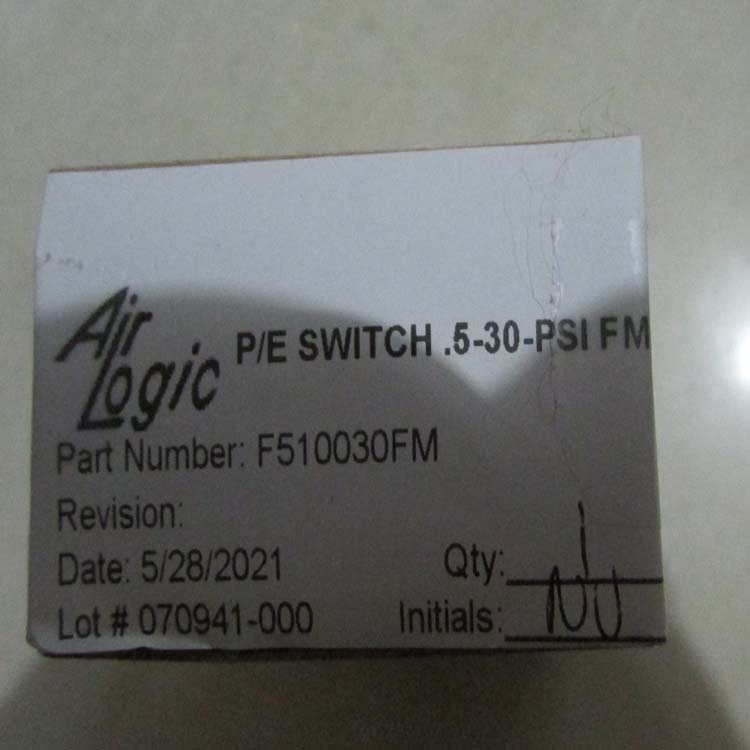 Air Logic
P/E SWITCH .5-30-PSI FM
Part Number: F510030FM
Revision:
Date: 5/28/2021
Qty: 1
Lot # 070941-000
Initials: